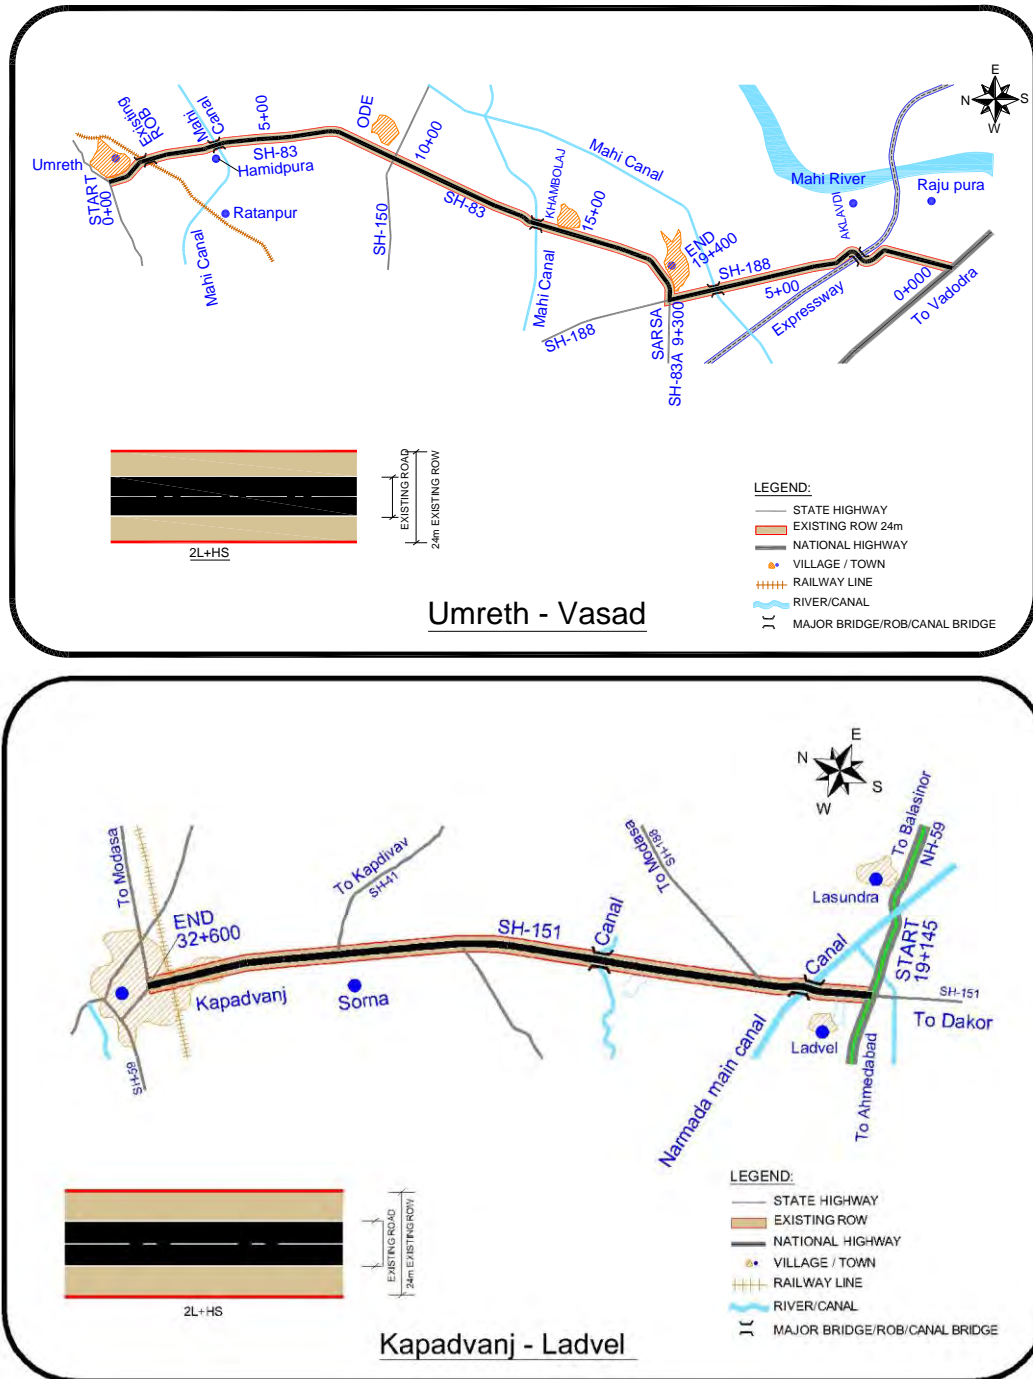 E
N
S
W
Existing
ROB
Mahi
Canal
5+00
ODE
10+00
Umreth
SH-83
Hamidpura
START
0+00
Ratanpur
Mahi Canal
SH-150
SH-83
KHAMBOLAJ
15+00
Mahi Canal
Mahi Canal
END
19+400
SH-188
5+00
Mahi River
AKLAVDI
Raju pura
Expressway
0+000
To Vadodra
SH-188
SARSA
SH-83A 9+300
EXISTING ROAD
24m EXISTING ROW
2L+HS
LEGEND:
STATE HIGHWAY
EXISTING ROW 24m
NATIONAL HIGHWAY
VILLAGE / TOWN
RAILWAY LINE
RIVER/CANAL
MAJOR BRIDGE/ROB/CANAL BRIDGE
Umreth - Vasad
E
N
S
W
To Modasa
END
32+600
Kapadvanj
SH-59
To Kapdivav
SH-41
Sorna
SH-151
Canal
To Modasa
SH-188
Canal
Narmada main canal
Lasundra
To Balasinor
NH-59
START
19+145
SH-151
To Dakor
Ladvel
To Ahmedabad
EXISTING ROAD
24m EXISTING ROW
2L+HS
LEGEND:
STATE HIGHWAY
EXISTING ROW
NATIONAL HIGHWAY
VILLAGE / TOWN
RAILWAY LINE
RIVER/CANAL
MAJOR BRIDGE/ROB/CANAL BRIDGE
Kapadvanj - Ladvel